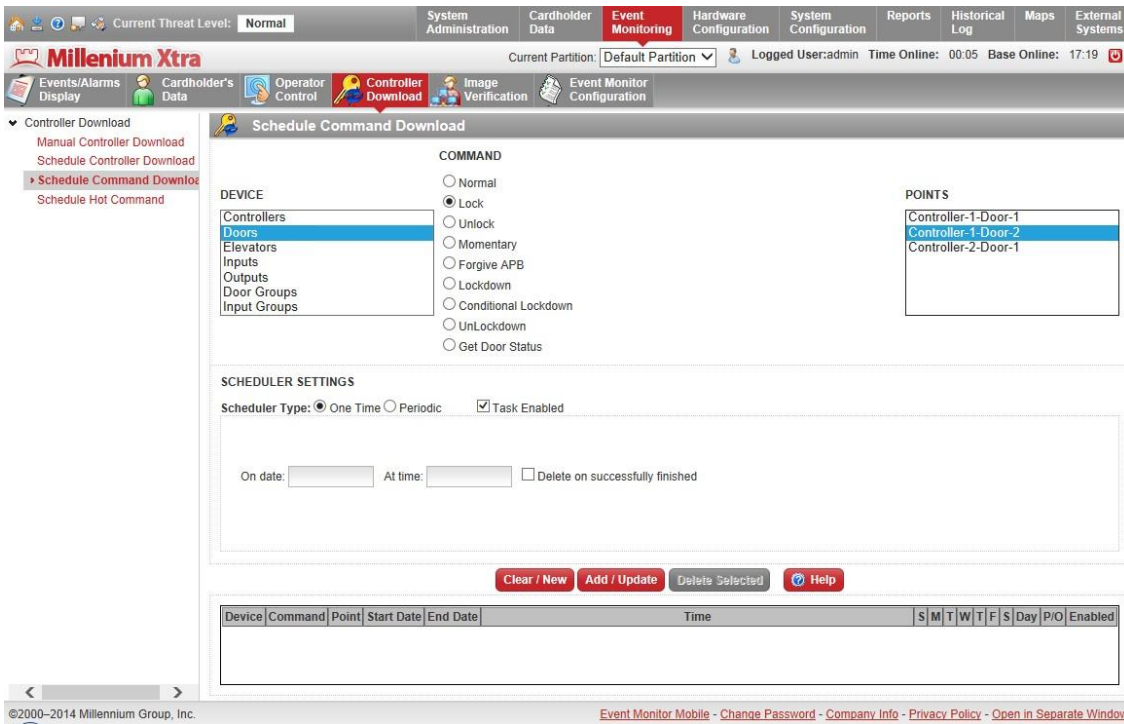 Current Threat Level: Normal
System Administration
Cardholder Data
Event Monitoring
Hardware Configuration
System Configuration
Reports
Historical Log
Maps
External Systems
Millenium Xtra
Current Partition: Default Partition Logged User:admin Time Online: 00:05 Base Online: 17:19
Events/Alarms Display
Cardholder's Data
Operator Control
Controller Download
Image Verification
Event Monitor Configuration
Controller Download
Manual Controller Download
Schedule Controller Download
Schedule Command Downloa
Schedule Hot Command
Schedule Command Download
COMMAND
Normal
Lock
Unlock
Momentary
Forgive APB
Lockdown
Conditional Lockdown
UnLockdown
Get Door Status
DEVICE
Controllers
Doors
Elevators
Inputs
Outputs
Door Groups
Input Groups
POINTS
Controller-1-Door-1
Controller-1-Door-2
Controller-2-Door-1
SCHEDULER SETTINGS
Scheduler Type: One Time Periodic Task Enabled
On date: At time: Delete on successfully finished
Clear / New Add / Update Delete Selected Help
Device Command Point Start Date End Date Time S M T W T F S Day P/O Enabled
©2000–2014 Millennium Group, Inc.
Event Monitor Mobile - Change Password - Company Info - Privacy Policy - Open in Separate Window